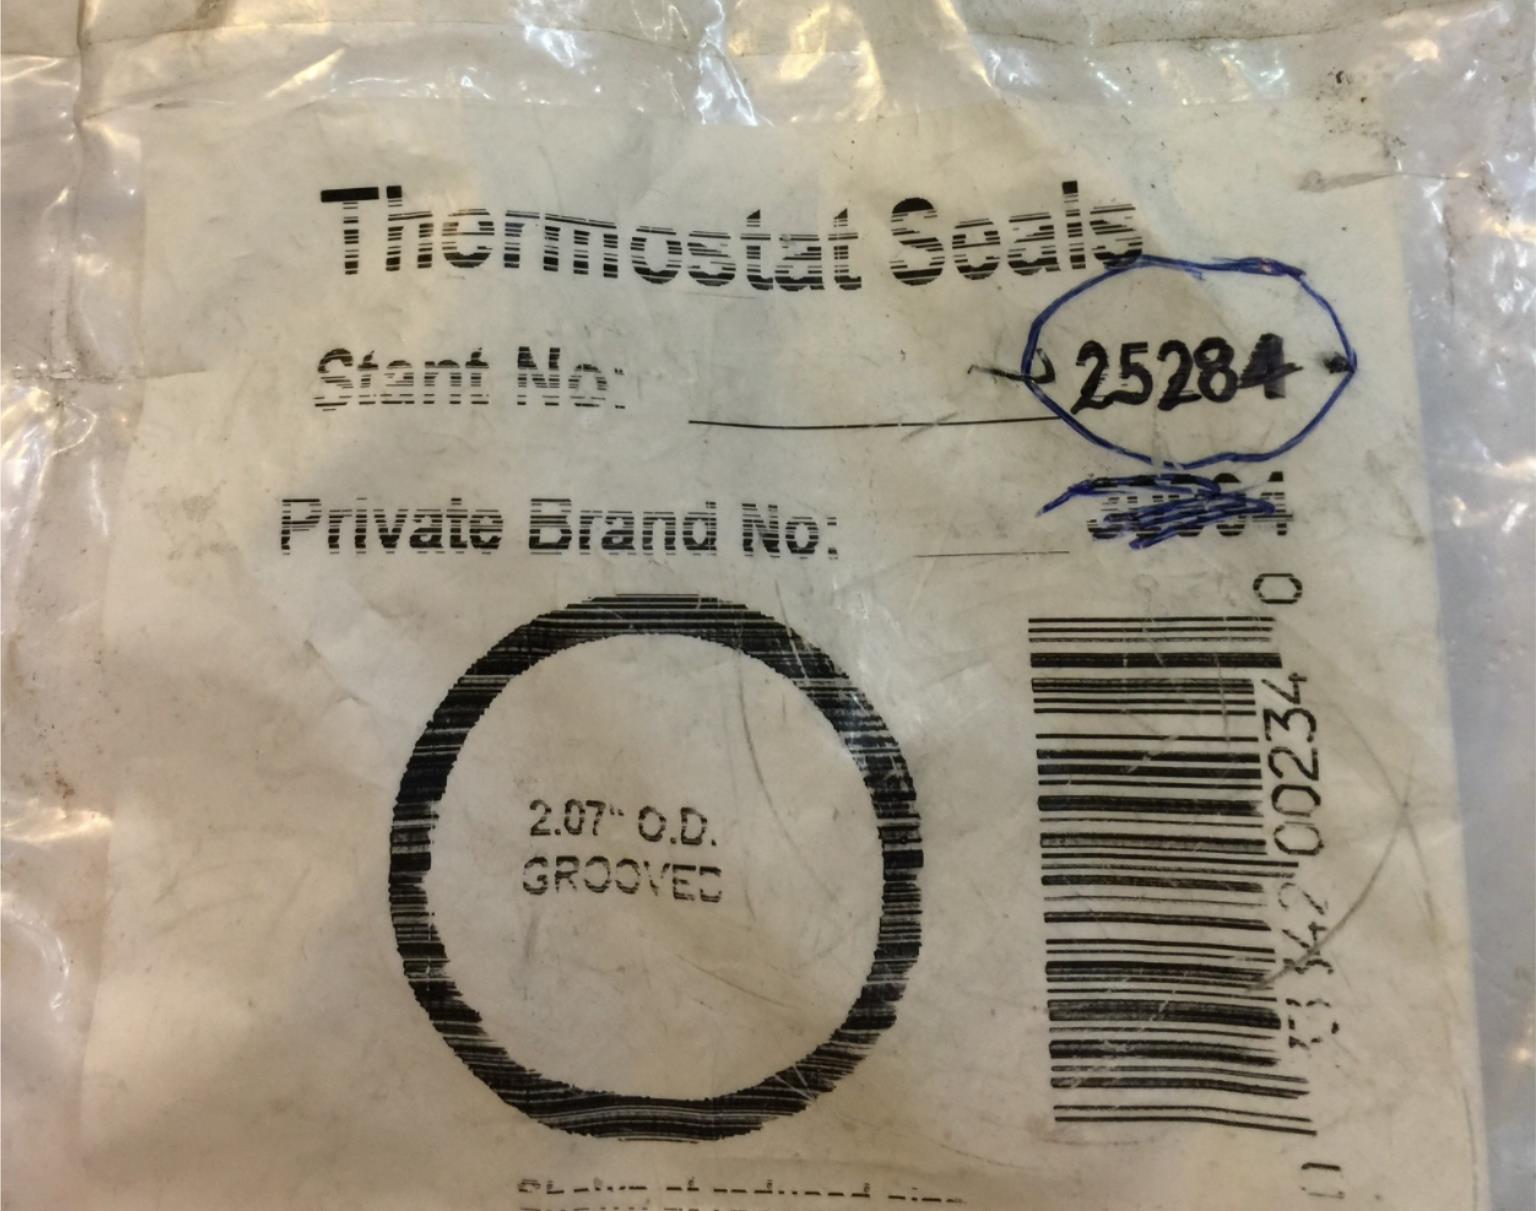 Thermostat Seals
Stant No: 25284
Private Brand No:
2.07" O.D.
GROOVED
0
00234